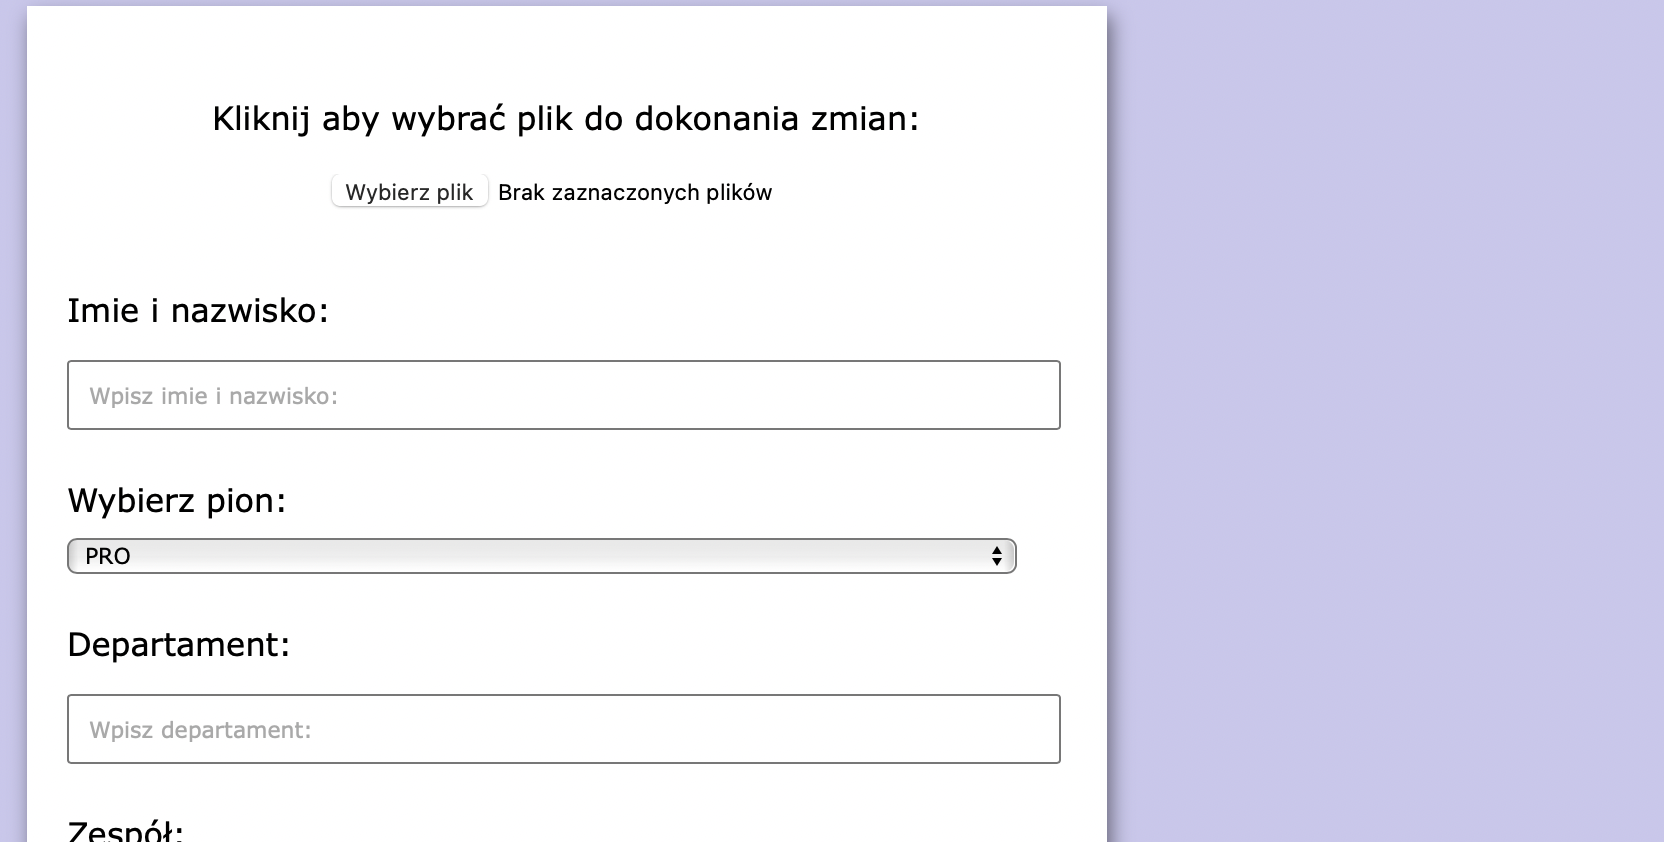 Kliknij aby wybrać plik do dokonania zmian:
Wybierz plik Brak zaznaczonych plików
Imie i nazwisko:
Wpisz imie i nazwisko:
Wybierz pion:
PRO
Departament:
Wpisz departament:
Zespół: